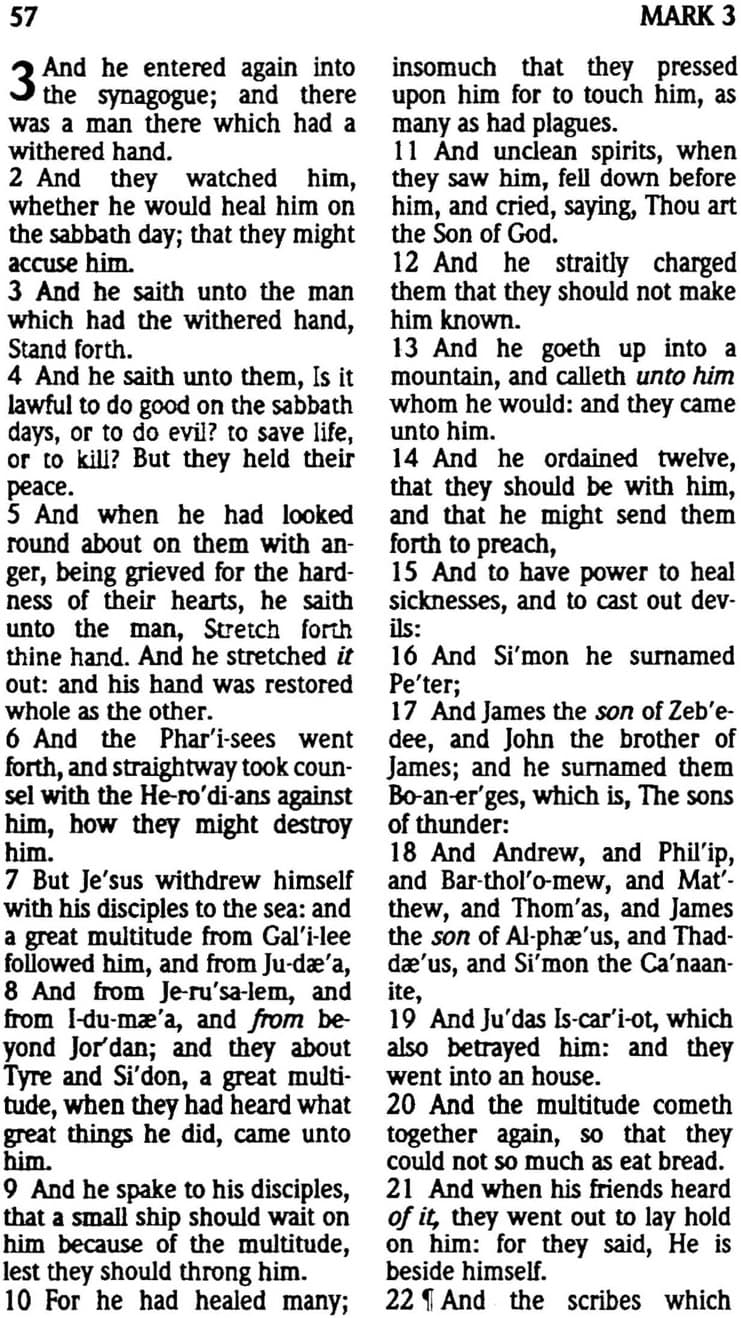 57
MARK 3
3 And he entered again into
the synagogue; and there
was a man there which had a
withered hand.
2 And they watched him,
whether he would heal him on
the sabbath day; that they might
accuse him.
3 And he saith unto the man
which had the withered hand,
Stand forth.
4 And he saith unto them, Is it
lawful to do good on the sabbath
days, or to do evil? to save life,
or to kill? But they held their
peace.
5 And when he had looked
round about on them with an-
ger, being grieved for the hard-
ness of their hearts, he saith
unto the man, Stretch forth
thine hand. And he stretched it
out: and his hand was restored
whole as the other.
6 And the Phar'i-sees went
forth, and straightway took coun-
sel with the He-ro'di-ans against
him, how they might destroy
him.
7 But Je'sus withdrew himself
with his disciples to the sea: and
a great multitude from Gal'i-lee
followed him, and from Ju-dæ'a,
8 And from Je-ru'sa-lem, and
from I-du-mæ'a, and from be-
yond Jor'dan; and they about
Tyre and Si'don, a great multi-
tude, when they had heard what
great things he did, came unto
him.
9 And he spake to his disciples,
that a small ship should wait on
him because of the multitude,
lest they should throng him.
10 For he had healed many;
insomuch that they pressed
upon him for to touch him, as
many as had plagues.
11 And unclean spirits, when
they saw him, fell down before
him, and cried, saying, Thou art
the Son of God.
12 And he straitly charged
them that they should not make
him known.
13 And he goeth up into a
mountain, and calleth unto him
whom he would: and they came
unto him.
14 And he ordained twelve,
that they should be with him,
and that he might send them
forth to preach,
15 And to have power to heal
sicknesses, and to cast out dev-
ils:
16 And Si'mon he surnamed
Pe'ter;
17 And James the son of Zeb'e-
dee, and John the brother of
James; and he surnamed them
Bo-an-er'ges, which is, The sons
of thunder:
18 And Andrew, and Phil'ip,
and Bar-thol'o-mew, and Mat'-
thew, and Thom'as, and James
the son of Al-phæ'us, and Thad-
dæ'us, and Si'mon the Ca'naan-
ite,
19 And Ju'das Is-car'i-ot, which
also betrayed him: and they
went into an house.
20 And the multitude cometh
together again, so that they
could not so much as eat bread.
21 And when his friends heard
of it, they went out to lay hold
on him: for they said, He is
beside himself.
22 ¶ And the scribes which